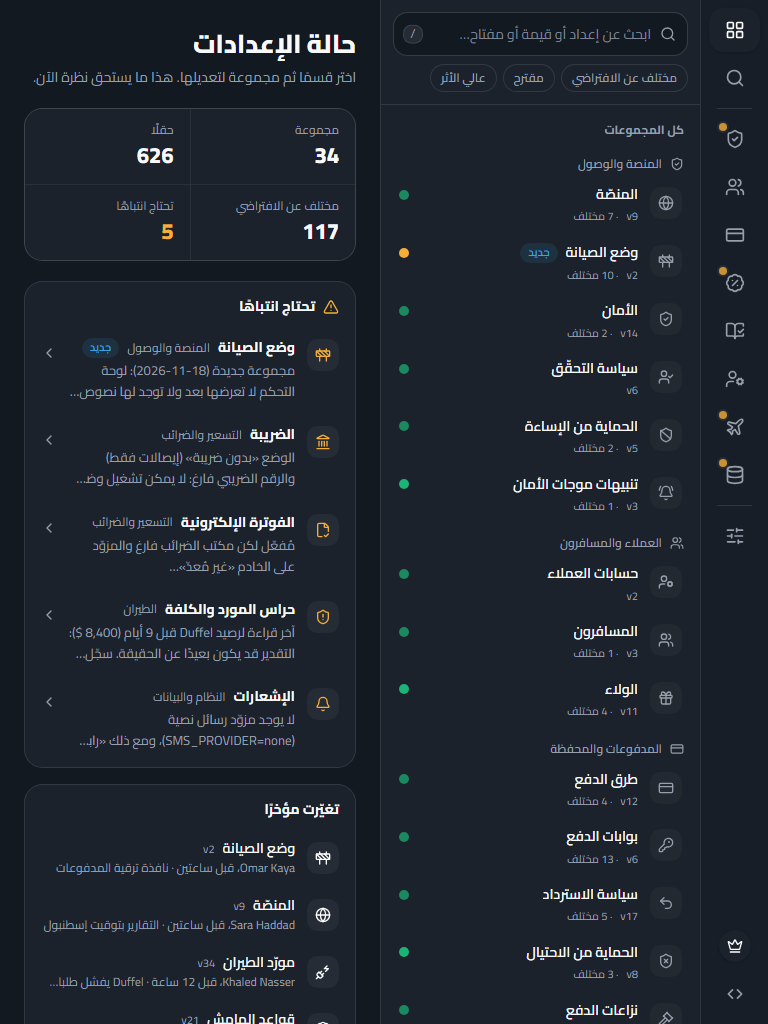 ابحث عن إعداد أو قيمة أو مفتاح...
/
مختلف عن الافتراضي
مقترح
عالي الأثر
كل المجموعات
المنصة والوصول
المنصّة
v9 · 7 مختلف
وضع الصيانة جديد
v2 · 10 مختلف
الأمان
v14 · 2 مختلف
سياسة التحقّق
v6
الحماية من الإساءة
v5 · 2 مختلف
تنبيهات موجات الأمان
v3 · 1 مختلف
العملاء والمسافرون
حسابات العملاء
v2
المسافرون
v3 · 1 مختلف
الولاء
v11 · 4 مختلف
المدفوعات والمحفظة
طرق الدفع
v12 · 4 مختلف
بوابات الدفع
v6 · 13 مختلف
سياسة الاسترداد
v17 · 5 مختلف
الحماية من الاحتيال
v8 · 3 مختلف
نزاعات الدفع
حالة الإعدادات
اختر قسمًا ثم مجموعة لتعديلها. هذا ما يستحق نظرة الآن.
مجموعة
34
حقلًا
626
مختلف عن الافتراضي
117
تحتاج انتباهًا
5
تحتاج انتباهًا
وضع الصيانة المنصة والوصول جديد
مجموعة جديدة (2026-11-18): لوحة
التحكم لا تعرضها بعد ولا توجد لها نصوص...
الضريبة التسعير والضرائب
الوضع «بدون ضريبة» (إيصالات فقط)
والرقم الضريبي فارغ: لا يمكن تشغيل وضـ...
الفوترة الإلكترونية التسعير والضرائب
مُفعّل لكن مكتب الضرائب فارغ والمزوّد
على الخادم «غير مُعدّ»...
حراس المورد والكلفة الطيران
آخر قراءة لرصيد Duffel قبل 9 أيام (8,400 $):
التقدير قد يكون بعيدًا عن الحقيقة. سجّل...
الإشعارات النظام والبيانات
لا يوجد مزوّد رسائل نصية
(SMS_PROVIDER=none)، ومع ذلك «رابـ...
تغيّرت مؤخرًا
وضع الصيانة v2
Omar Kaya، قبل ساعتين · نافذة ترقية المدفوعات
المنصّة v9
Sara Haddad، قبل ساعتين · التقارير بتوقيت إسطنبول
مورّد الطيران v34
Khaled Nasser، قبل 12 ساعة · Duffel يفشل طلبا...
قواعد الهامش v21